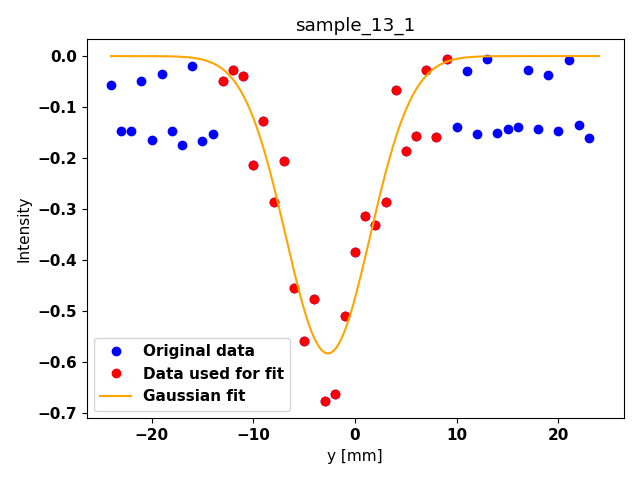 sample_13_1
0.0
−0.1
−0.2
−0.3
−0.4
−0.5
−0.6
−0.7
Intensity
Original data
Data used for fit
Gaussian fit
−20 −10 0 10 20
y [mm]